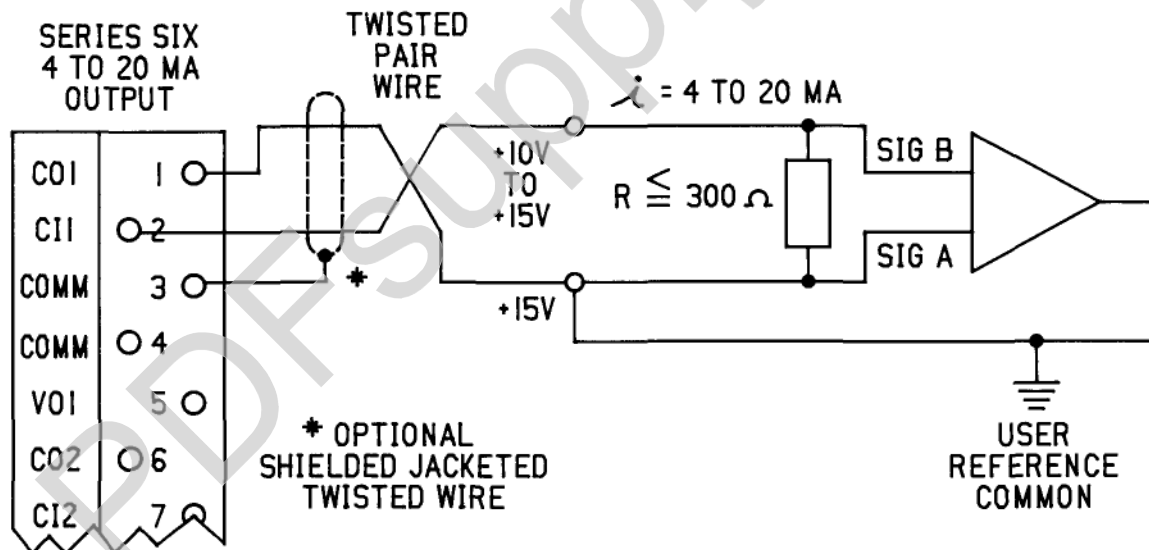 SERIES SIX
4 TO 20 MA
OUTPUT
TWISTED
PAIR
WIRE
i = 4 TO 20 MA
CO1 1
CI1 2
COMM 3
COMM 4
VO1 5
CO2 6
CI2 7
*
+10V
TO
+15V
+15V
R ≦ 300 Ω
SIG B
SIG A
* OPTIONAL
SHIELDED JACKETED
TWISTED WIRE
USER
REFERENCE
COMMON
PDFsupply